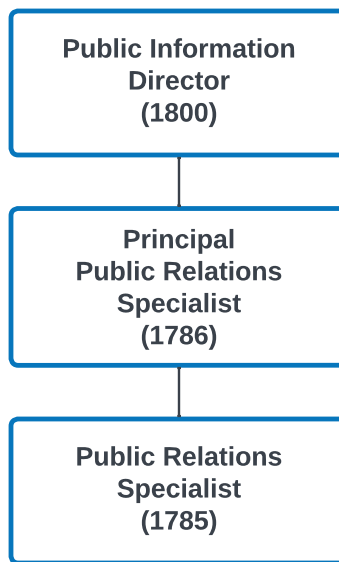 Public Information
Director
(1800)
Principal
Public Relations
Specialist
(1786)
Public Relations
Specialist
(1785)